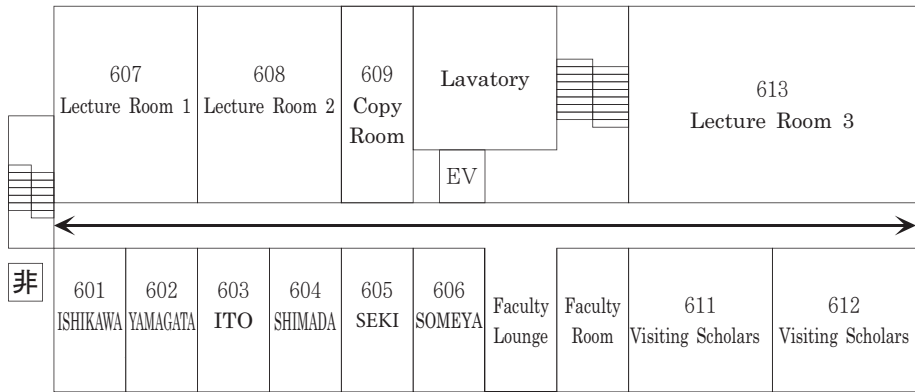 607
Lecture Room 1
608
Lecture Room 2
609
Copy
Room
Lavatory
EV
613
Lecture Room 3
非
601
ISHIKAWA
602
YAMAGATA
603
ITO
604
SHIMADA
605
SEKI
606
SOMEYA
Faculty
Lounge
Faculty
Room
611
Visiting Scholars
612
Visiting Scholars